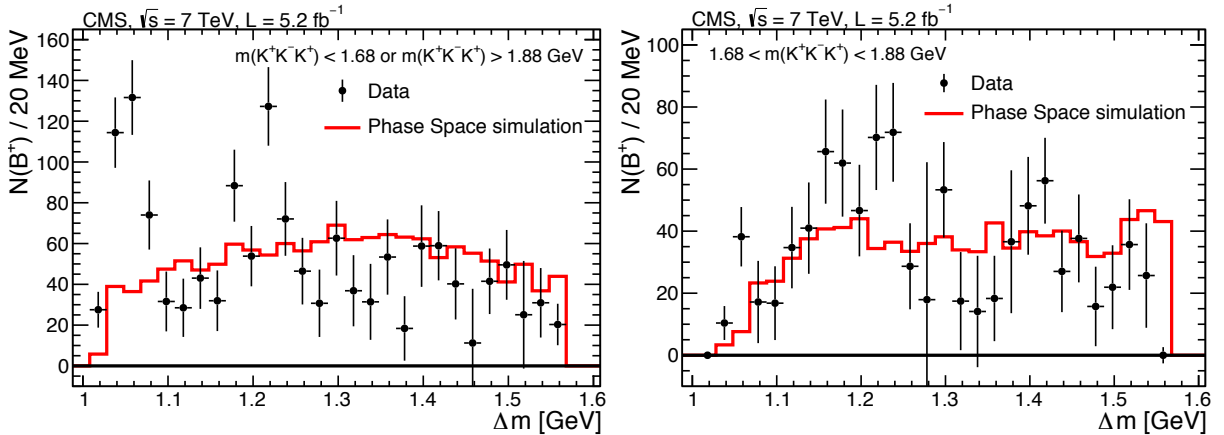 CMS, √s = 7 TeV, L = 5.2 fb⁻¹
N(B⁺) / 20 MeV
160
140
120
100
80
60
40
20
0
m(K⁺K⁻K⁺) < 1.68 or m(K⁺K⁻K⁺) > 1.88 GeV
Data
Phase Space simulation
1 1.1 1.2 1.3 1.4 1.5 1.6
Δm [GeV]
CMS, √s = 7 TeV, L = 5.2 fb⁻¹
N(B⁺) / 20 MeV
100
80
60
40
20
0
1.68 < m(K⁺K⁻K⁺) < 1.88 GeV
Data
Phase Space simulation
1 1.1 1.2 1.3 1.4 1.5 1.6
Δm [GeV]